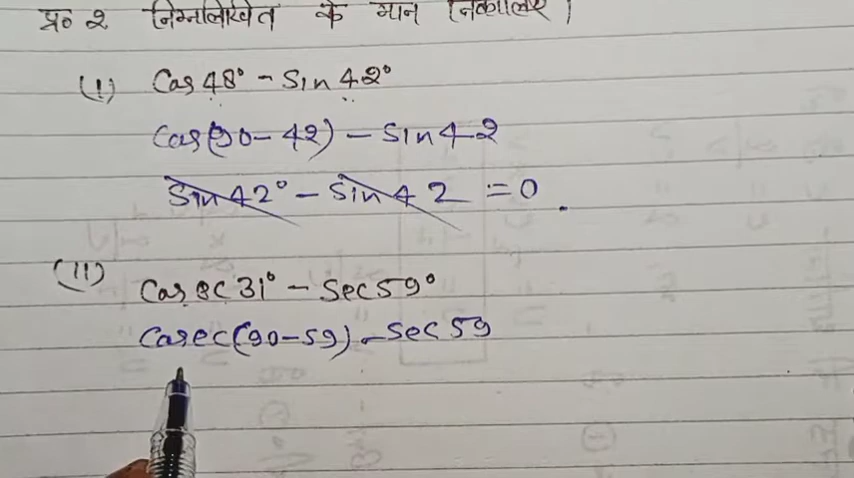 प्र० २ निम्नलिखित के मान निकालिए।
(I) Cos 48° - Sin 42°
Cos(90-42) - Sin 42
Sin 42° - Sin 42 = 0.
(II) Cosec 31° - Sec 59°
Cosec(90-59) - Sec 59